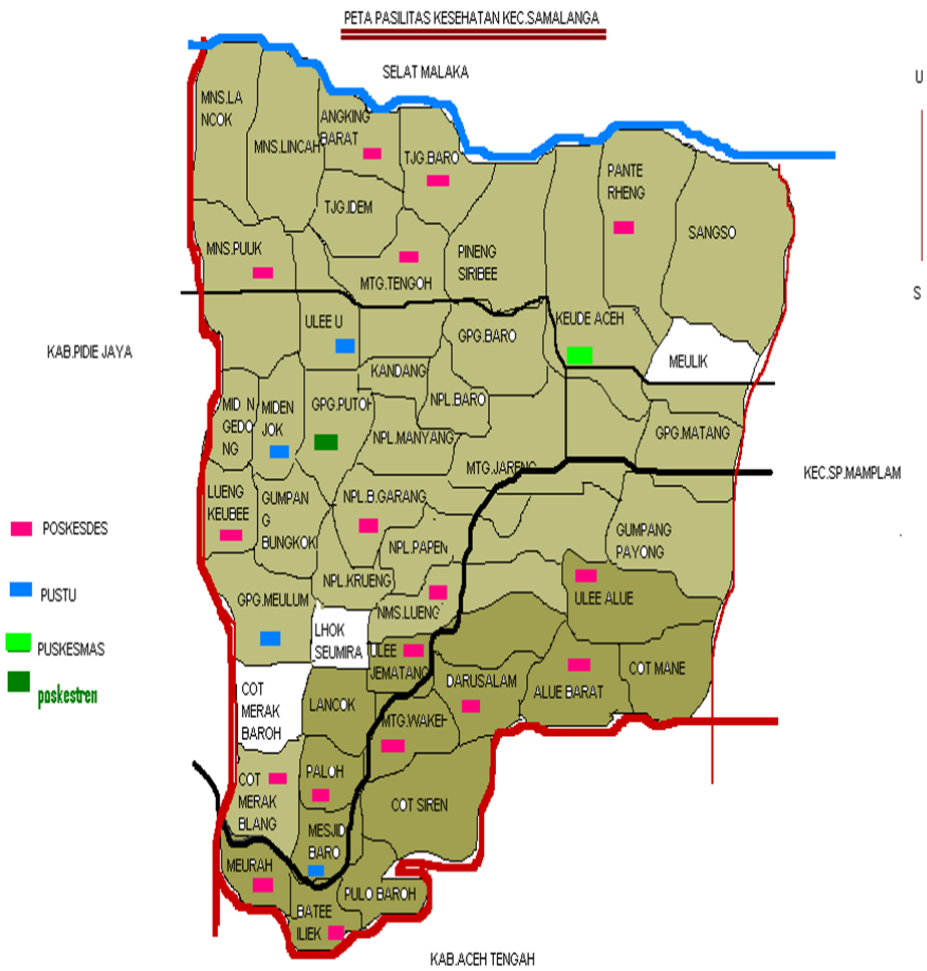 PETA PASILITAS KESEHATAN KEC.SAMALANGA
SELAT MALAKA
U
S
MNS.LA
NCOK
MNS.LINCAH
ANGKING
BARAT
TJG.BARO
TJG.IDEM
PANTE
RHENG
SANGSO
MNS.PUUK
MTG.TENGOH
PINENG
SIRIBEE
ULEE U
GPG.BARO
KEUDE ACEH
MEULIK
KAB.PIDIE JAYA
KANDANG
MIDEN
JOK
GPG.PUTOH
NPL.BARO
NPL.MANYANG
GPG.MATANG
MTG.JARENG
KEC.SP.MAMPLAM
GEDO
NG
LUENG
KEUBEE
GUMPAN
G
BUNGKOK
NPL.B.GARANG
NPL.PAPEN
GUMPANG
PAYONG
NPL.KRUENG
GPG.MEULUM
NMS.LUENG
ULEE ALUE
LHOK
SEUMIRA
ULEE
JEMATANG
DARUSALAM
ALUE BARAT
COT MANE
COT
MERAK
BAROH
LANCOK
MTG.WAKEH
COT
MERAK
BLANG
PALOH
COT SIREN
MESJID
BARO
MEURAH
PULO BAROH
BATEE
ILIEK
KAB.ACEH TENGAH
POSKESDES
PUSTU
PUSKESMAS
poskestren